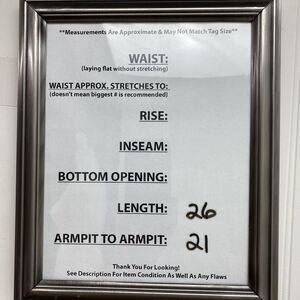 **Measurements Are Approximate & May Not Match Tag Size**
WAIST:
(laying flat without stretching)
WAIST APPROX. STRETCHES TO:
(doesn't mean biggest # is recommended)
RISE:
INSEAM:
BOTTOM OPENING:
LENGTH: 26
ARMPIT TO ARMPIT: 21
Thank You For Looking!
See Description For Item Condition As Well As Any Flaws